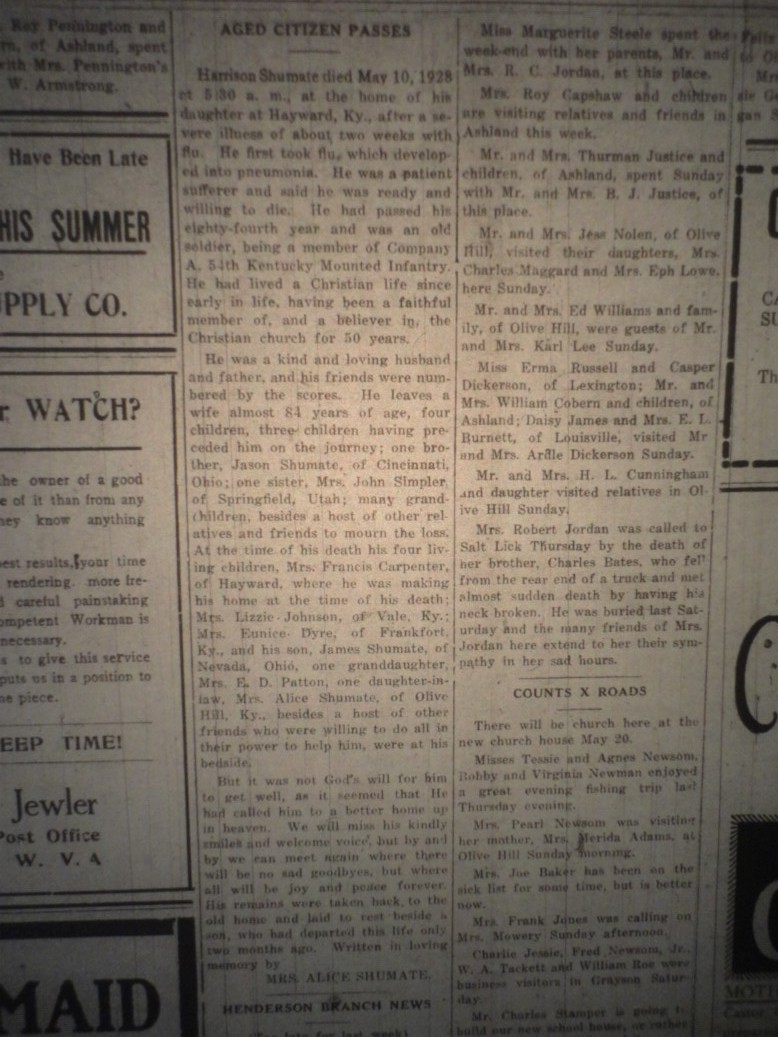 . Roy Pennington and
rn, of Ashland, spent
with Mrs. Pennington's
W. Armstrong.
Have Been Late
HIS SUMMER
PPLY CO.
r WATCH?
the owner of a good
e of it than from any
hey know anything
best results, your time
rendering. more fre-
d careful painstaking
ompetent Workman is
necessary.
s to give this service
puts us in a position to
ne piece.
EEP TIME!
Jewler
Post Office
W. V. A
MAID
AGED CITIZEN PASSES
Harrison Shumate died May 10, 1928
at 5:30 a. m., at the home of his
daughter at Hayward, Ky., after a se-
vere illness of about two weeks with
flu. He first took flu, which develop-
ed into pneumonia. He was a patient
sufferer and said he was ready and
willing to die. He had passed his
eighty-fourth year and was an old
soldier, being a member of Company
A, 54th Kentucky Mounted Infantry.
He had lived a Christian life since
early in life, having been a faithful
member of, and a believer in, the
Christian church for 50 years.
He was a kind and loving husband
and father, and his friends were num-
bered by the scores. He leaves a
wife almost 84 years of age, four
children, three children having pre-
ceded him on the journey; one bro-
ther, Jason Shumate, of Cincinnati,
Ohio; one sister, Mrs. John Simpler,
of Springfield, Utah; many grand-
children, besides a host of other rel-
atives and friends to mourn the loss.
At the time of his death his four liv-
ing children, Mrs. Francis Carpenter,
of Hayward, where he was making
his home at the time of his death;
Mrs. Lizzie Johnson, of Vale, Ky.;
Mrs. Eunice Dyre, of Frankfort,
Ky., and his son, James Shumate, of
Nevada, Ohio, one granddaughter,
Mrs. E. D. Patton, one daughter-in-
law, Mrs. Alice Shumate, of Olive
Hill, Ky., besides a host of other
friends who were willing to do all in
their power to help him, were at his
bedside.
But it was not God's will for him
to get well, as it seemed that He
had called him to a better home up
in heaven. We will miss his kindly
smiles and welcome voice, but by and
by we can meet again where there
will be no sad goodbyes, but where
all will be joy and peace forever.
His remains were taken back to the
old home and laid to rest beside a
son, who had departed this life only
two months ago. Written in loving
memory by
MRS. ALICE SHUMATE.
HENDERSON BRANCH NEWS
(Too late for last week)
Miss Marguerite Steele spent the
week-end with her parents, Mr. and
Mrs. R. C. Jordan, at this place.
Mrs. Roy Capshaw and children
are visiting relatives and friends in
Ashland this week.
Mr. and Mrs. Thurman Justice and
children, of Ashland, spent Sunday
with Mr. and Mrs. B. J. Justice, of
this place.
Mr. and Mrs. Jess Nolen, of Olive
Hill, visited their daughters, Mrs.
Charles Maggard and Mrs. Eph Lowe,
here Sunday.
Mr. and Mrs. Ed Williams and fam-
ily, of Olive Hill, were guests of Mr.
and Mrs. Karl Lee Sunday.
Miss Erma Russell and Casper
Dickerson, of Lexington; Mr. and
Mrs. William Cobern and children, of
Ashland; Daisy James and Mrs. E. L.
Burnett, of Louisville, visited Mr
and Mrs. Arflle Dickerson Sunday.
Mr. and Mrs. H. L. Cunningham
and daughter visited relatives in Ol-
ive Hill Sunday.
Mrs. Robert Jordan was called to
Salt Lick Thursday by the death of
her brother, Charles Bates, who fell
from the rear end of a truck and met
almost sudden death by having his
neck broken. He was buried last Sat-
urday and the many friends of Mrs.
Jordan here extend to her their sym-
pathy in her sad hours.
COUNTS X ROADS
There will be church here at the
new church house May 20.
Misses Tessie and Agnes Newsom,
Bobby and Virginia Newman enjoyed
a great evening fishing trip last
Thursday evening.
Mrs. Pearl Newsom was visiting
her mother, Mrs. Merida Adams, at
Olive Hill Sunday morning.
Mrs. Joe Baker has been on the
sick list for some time, but is better
now.
Mrs. Frank Jones was calling on
Mrs. Mowery Sunday afternoon.
Charlie Jessie, Fred Newsom, Jr.,
W. A. Tackett and William Roe were
business visitors in Grayson Satur-
day.
Mr. Charles Stamper is going to
build our new school house, or rather
Felix
CA
SU
Th
MOTH
Castor